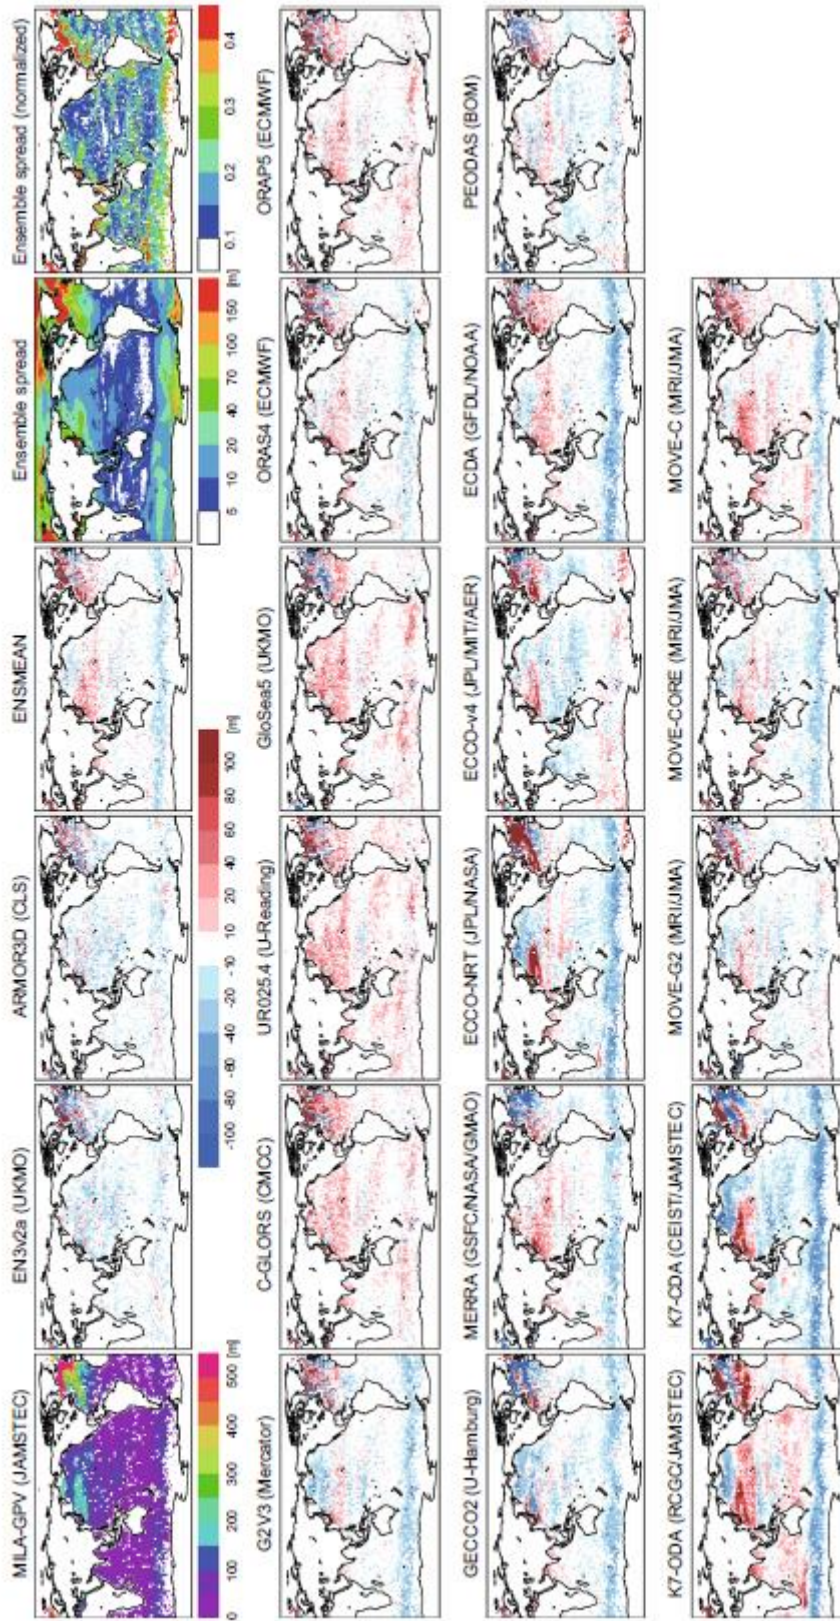 MILA-GPV (JAMSTEC)
EN3v2a (UKMO)
ARMOR3D (CLS)
ENSMEAN
Ensemble spread
Ensemble spread (normalized)
0 100 200 300 400 500 [m]
-100 -80 -60 -40 -20 -10 10 20 40 60 80 100 [m]
5 10 20 40 70 100 150 [m]
0.1 0.2 0.3 0.4
G2V3 (Mercator)
C-GLORS (CMCC)
UR025.4 (U-Reading)
GloSea5 (UKMO)
ORAS4 (ECMWF)
ORAP5 (ECMWF)
GECCO2 (U-Hamburg)
MERRA (GSFC/NASA/GMAO)
ECCO-NRT (JPL/NASA)
ECCO-v4 (JPL/MIT/AER)
ECDA (GFDL/NOAA)
PEODAS (BOM)
K7-ODA (RCGC/JAMSTEC)
K7-CDA (CEIST/JAMSTEC)
MOVE-G2 (MRI/JMA)
MOVE-CORE (MRI/JMA)
MOVE-C (MRI/JMA)